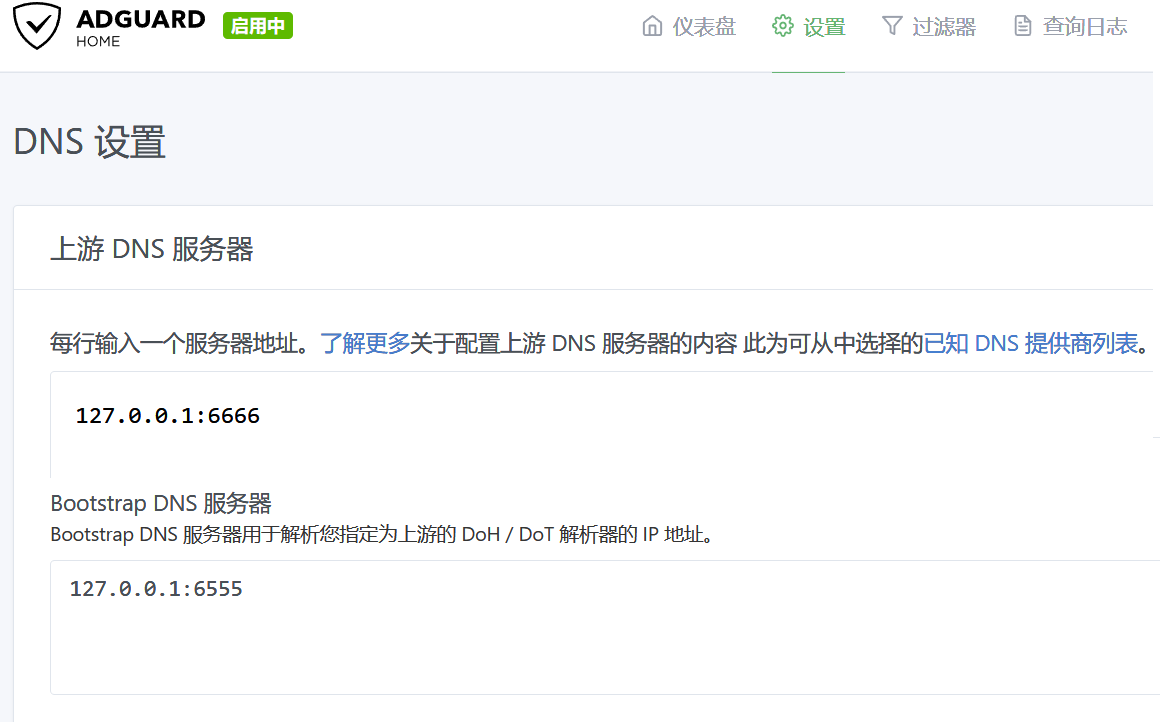 ADGUARD
HOME
启用中
仪表盘
设置
过滤器
查询日志
DNS 设置
上游 DNS 服务器
每行输入一个服务器地址。了解更多关于配置上游 DNS 服务器的内容 此为可从中选择的已知 DNS 提供商列表。
127.0.0.1:6666
Bootstrap DNS 服务器
Bootstrap DNS 服务器用于解析您指定为上游的 DoH / DoT 解析器的 IP 地址。
127.0.0.1:6555